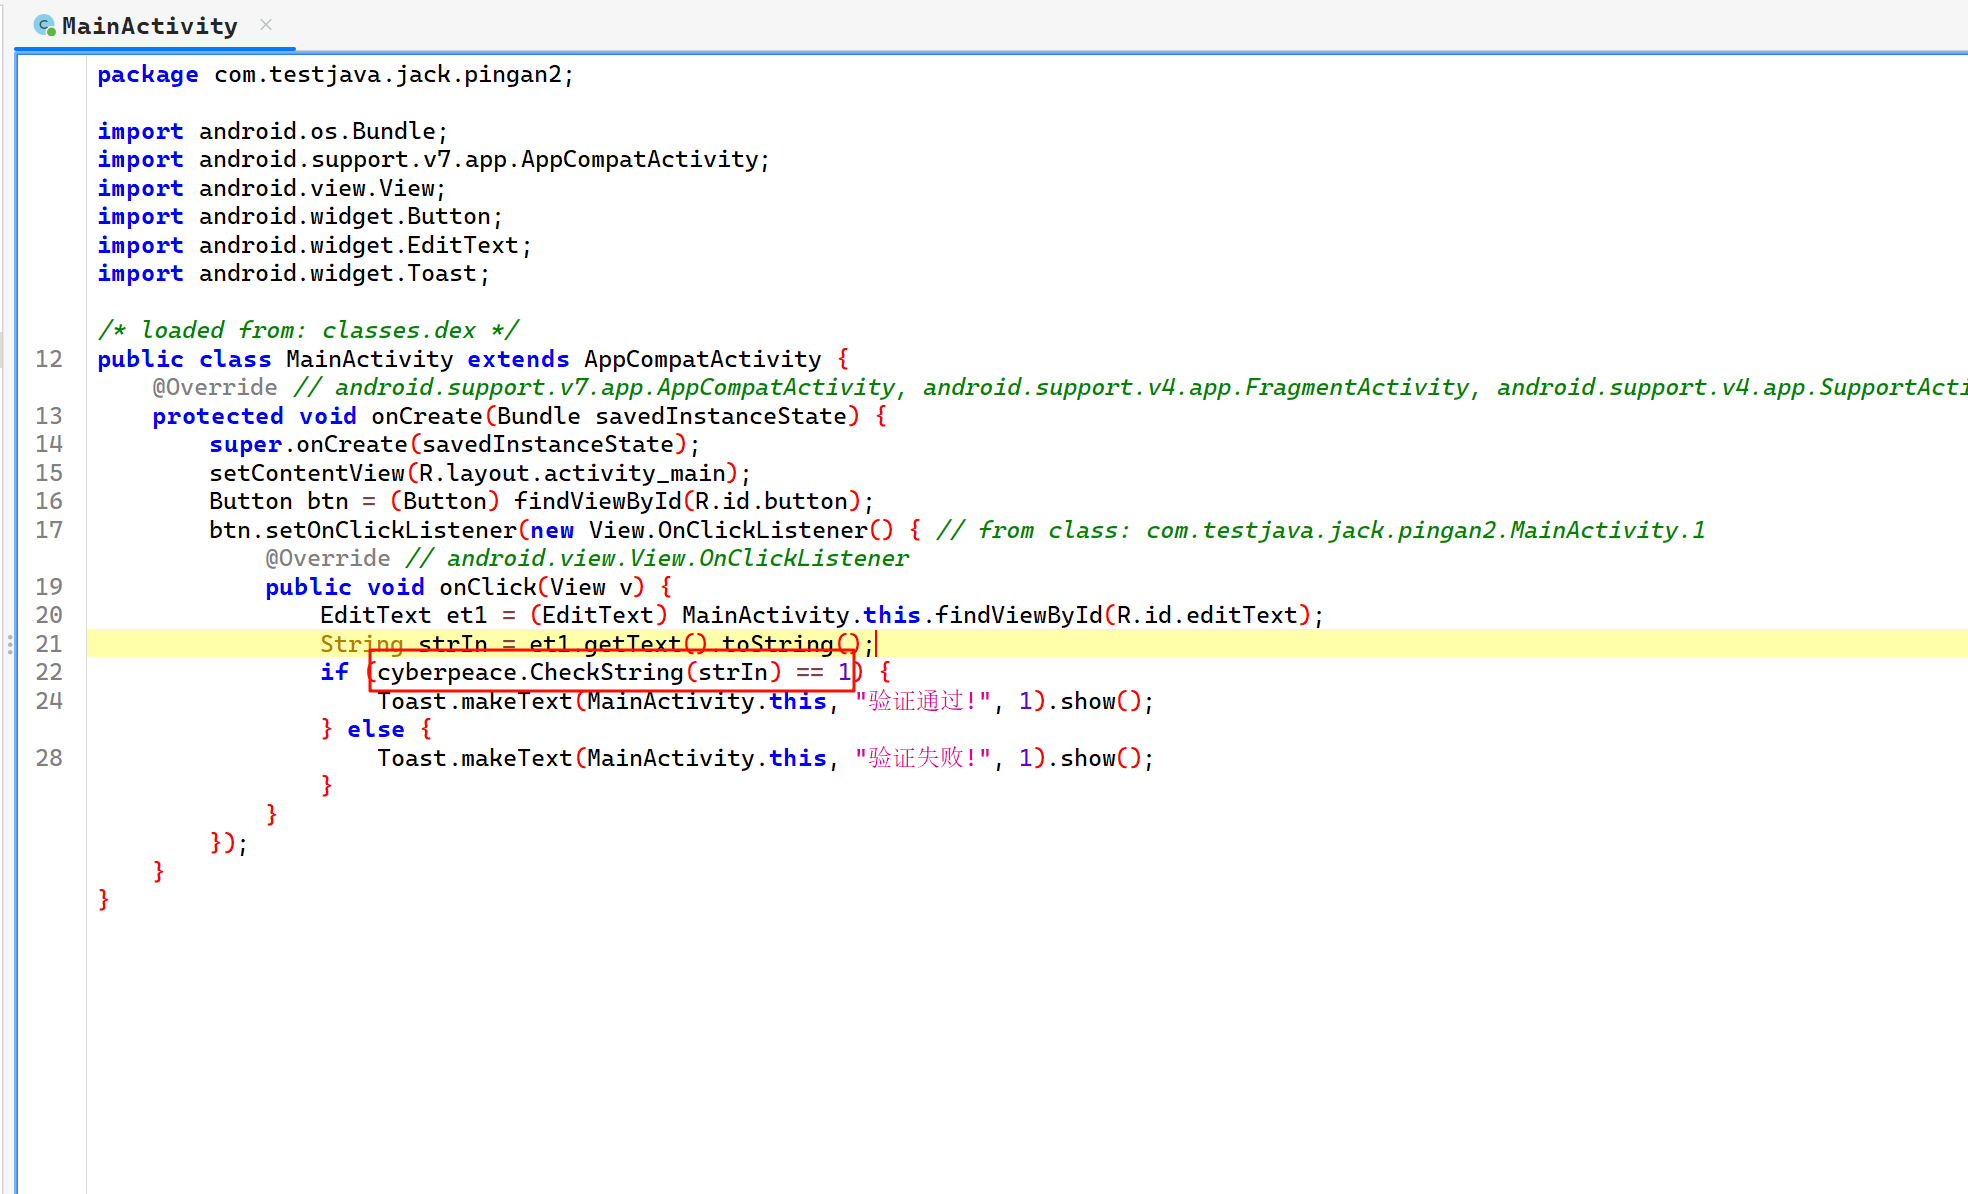 MainActivity
package com.testjava.jack.pingan2;
import android.os.Bundle;
import android.support.v7.app.AppCompatActivity;
import android.view.View;
import android.widget.Button;
import android.widget.EditText;
import android.widget.Toast;
/* loaded from: classes.dex */
12 public class MainActivity extends AppCompatActivity {
@Override // android.support.v7.app.AppCompatActivity, android.support.v4.app.FragmentActivity, android.support.v4.app.SupportActi
13 protected void onCreate(Bundle savedInstanceState) {
14 super.onCreate(savedInstanceState);
15 setContentView(R.layout.activity_main);
16 Button btn = (Button) findViewById(R.id.button);
17 btn.setOnClickListener(new View.OnClickListener() { // from class: com.testjava.jack.pingan2.MainActivity.1
@Override // android.view.View.OnClickListener
19 public void onClick(View v) {
20 EditText et1 = (EditText) MainActivity.this.findViewById(R.id.editText);
21 String strIn = et1.getText().toString();
22 if (cyberpeace.CheckString(strIn) == 1) {
24 Toast.makeText(MainActivity.this, "验证通过!", 1).show();
} else {
28 Toast.makeText(MainActivity.this, "验证失败!", 1).show();
}
}
});
}
}